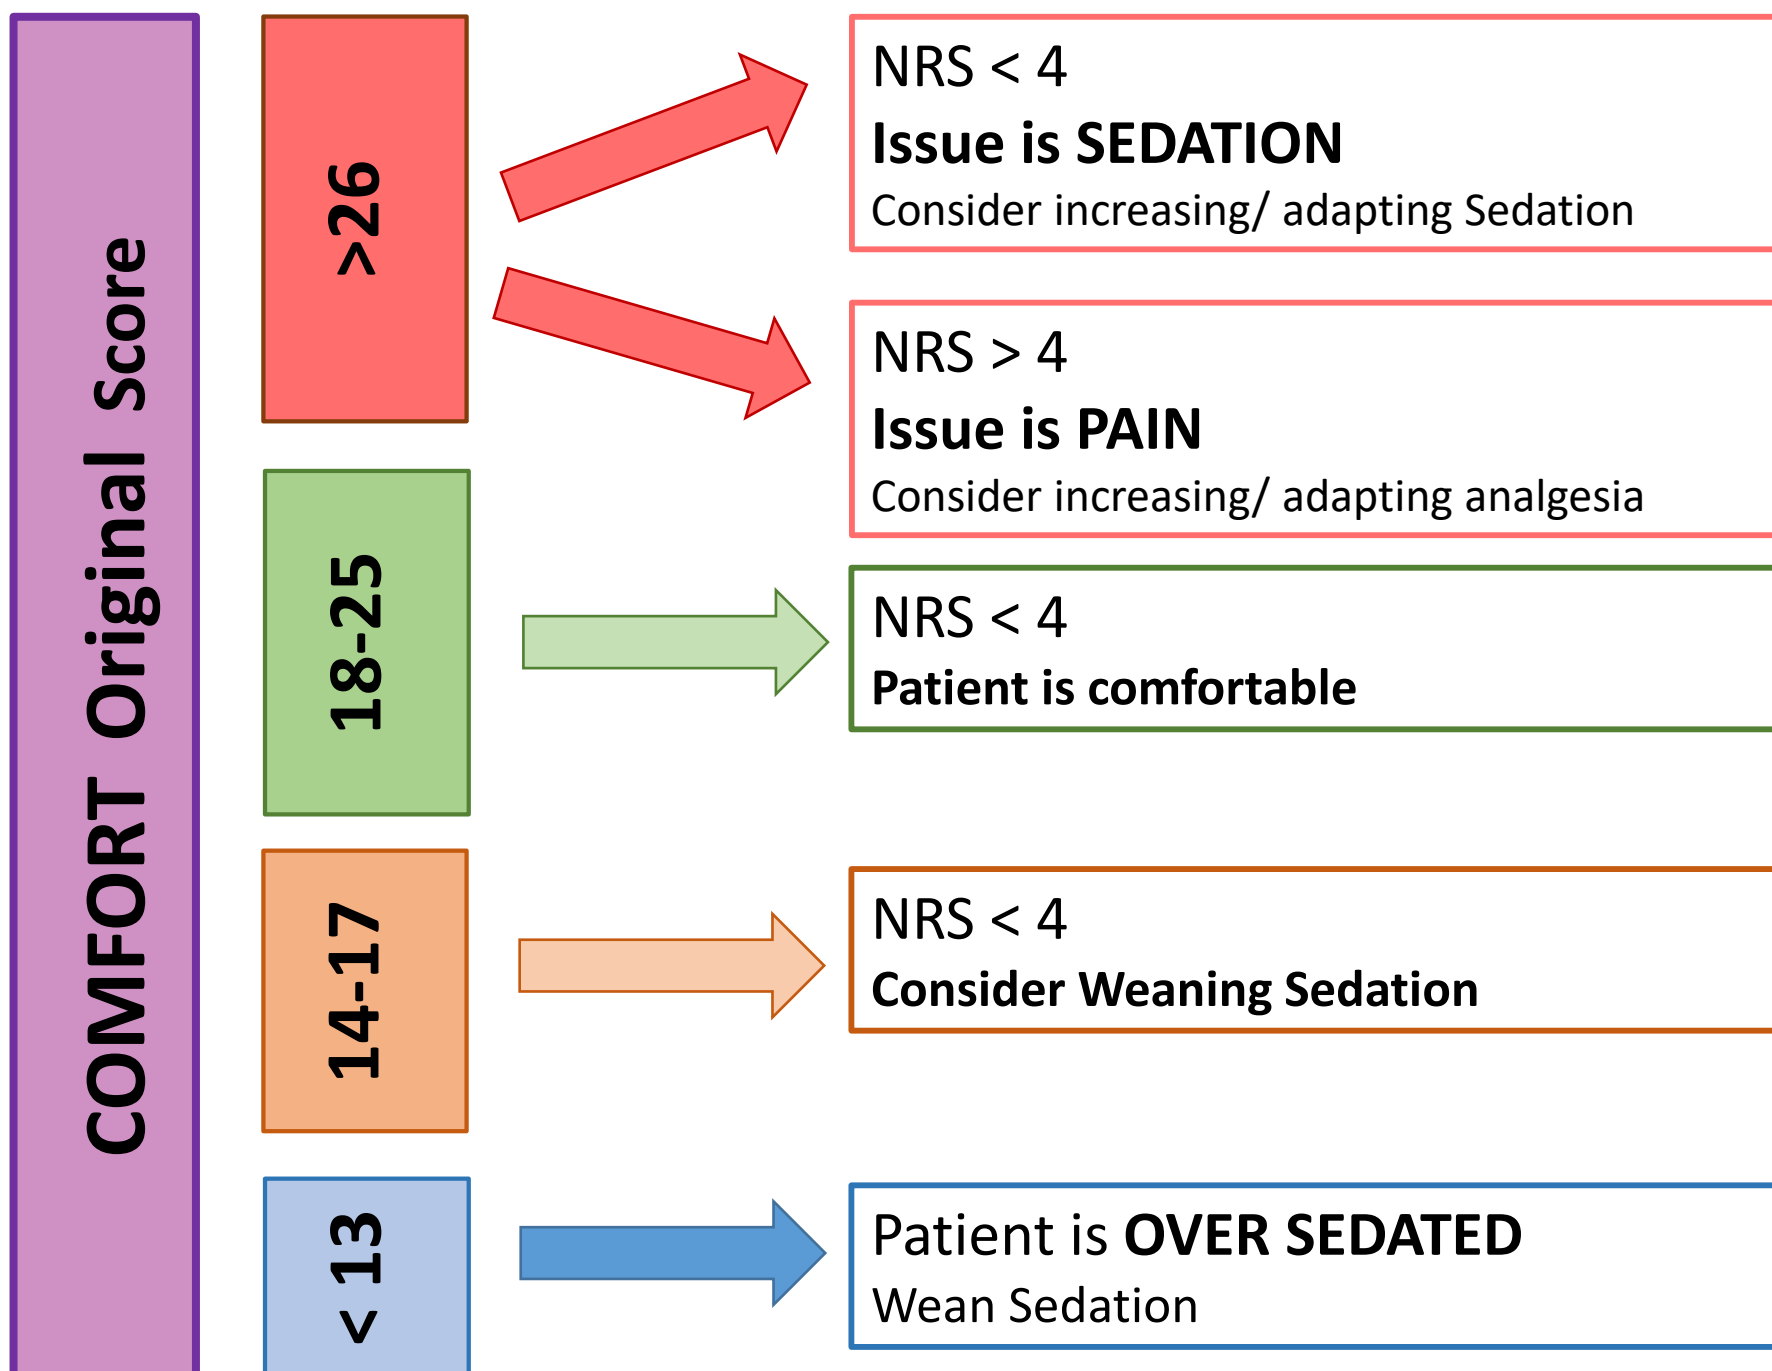 COMFORT Original Score
>26
NRS < 4
Issue is SEDATION
Consider increasing/ adapting Sedation
NRS > 4
Issue is PAIN
Consider increasing/ adapting analgesia
18-25
NRS < 4
Patient is comfortable
14-17
NRS < 4
Consider Weaning Sedation
< 13
Patient is OVER SEDATED
Wean Sedation